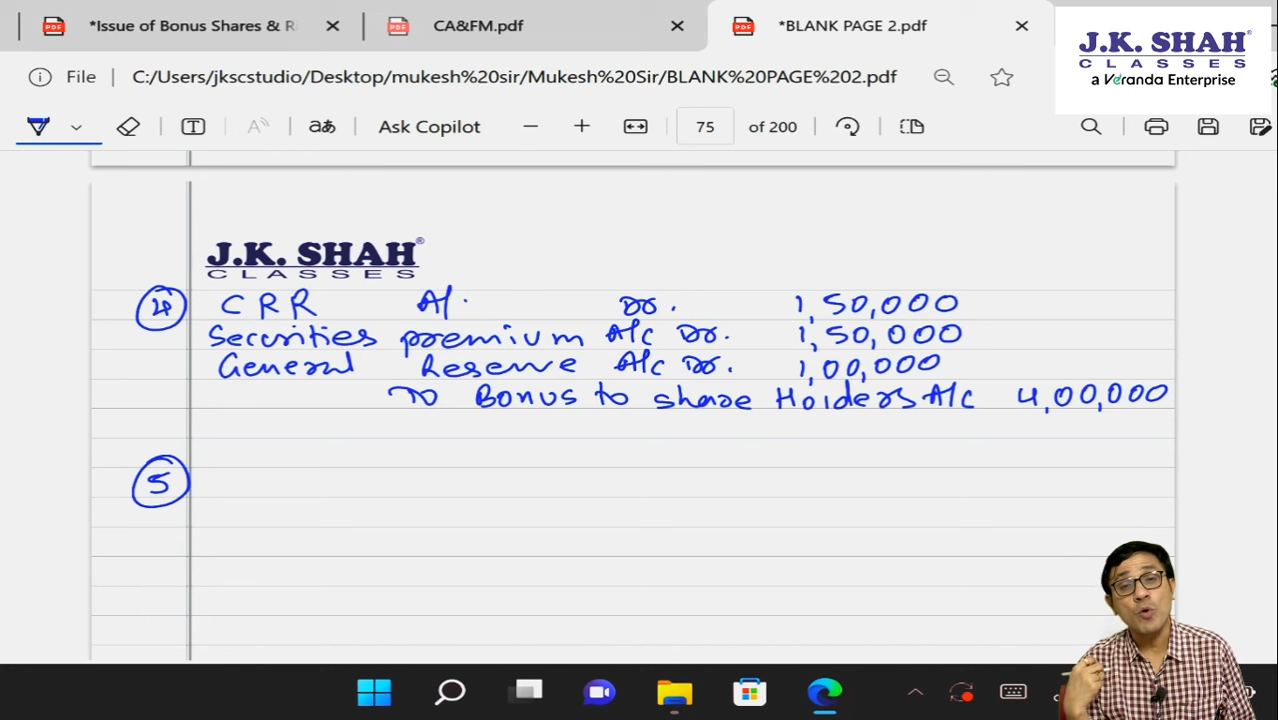 *Issue of Bonus Shares & Ri
CA&FM.pdf
*BLANK PAGE 2.pdf
J.K. SHAH®
CLASSES
a Veranda Enterprise
File C:/Users/jkscstudio/Desktop/mukesh%20sir/Mukesh%20Sir/BLANK%20PAGE%202.pdf
Ask Copilot 75 of 200
J.K. SHAH®
CLASSES
4 CRR A/. Dr. 1,50,000
Securities premium A/c Dr. 1,50,000
General Reserve A/c Dr. 1,00,000
To Bonus to share Holders A/c 4,00,000
5